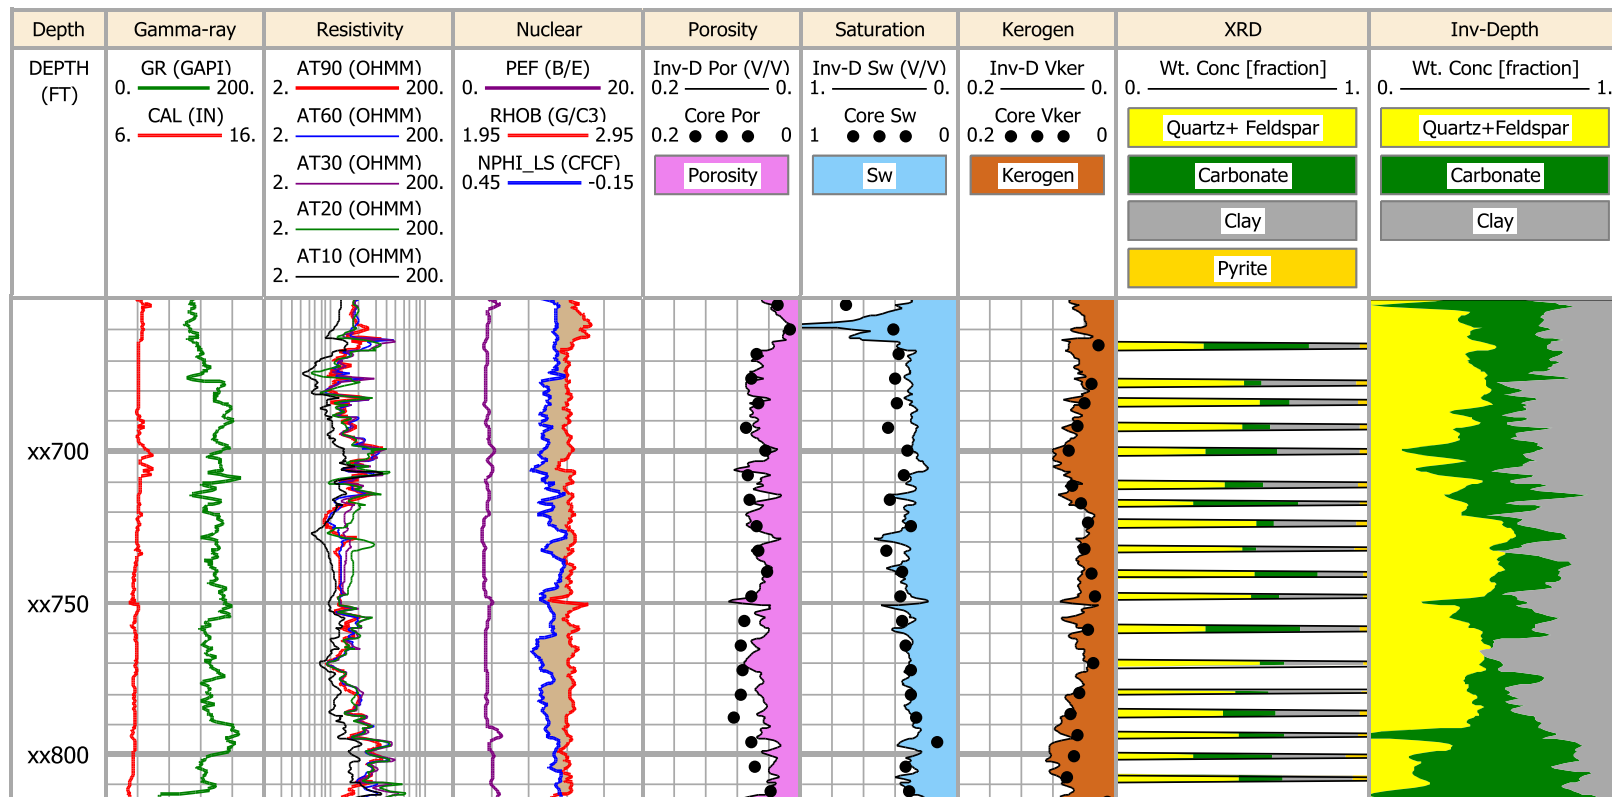 Depth Gamma-ray Resistivity Nuclear Porosity Saturation Kerogen XRD Inv-Depth
DEPTH
(FT)
GR (GAPI)
0. 200.
CAL (IN)
6. 16.
AT90 (OHMM)
2. 200.
AT60 (OHMM)
2. 200.
AT30 (OHMM)
2. 200.
AT20 (OHMM)
2. 200.
AT10 (OHMM)
2. 200.
PEF (B/E)
0. 20.
RHOB (G/C3)
1.95 2.95
NPHI_LS (CFCF)
0.45 -0.15
Inv-D Por (V/V)
0.2 0.
Core Por
0.2 0
Porosity
Inv-D Sw (V/V)
1. 0.
Core Sw
1 0
Sw
Inv-D Vker
0.2 0.
Core Vker
0.2 0
Kerogen
Wt. Conc [fraction]
0. 1.
Quartz+ Feldspar
Carbonate
Clay
Pyrite
Wt. Conc [fraction]
0. 1.
Quartz+Feldspar
Carbonate
Clay
xx700
xx750
xx800